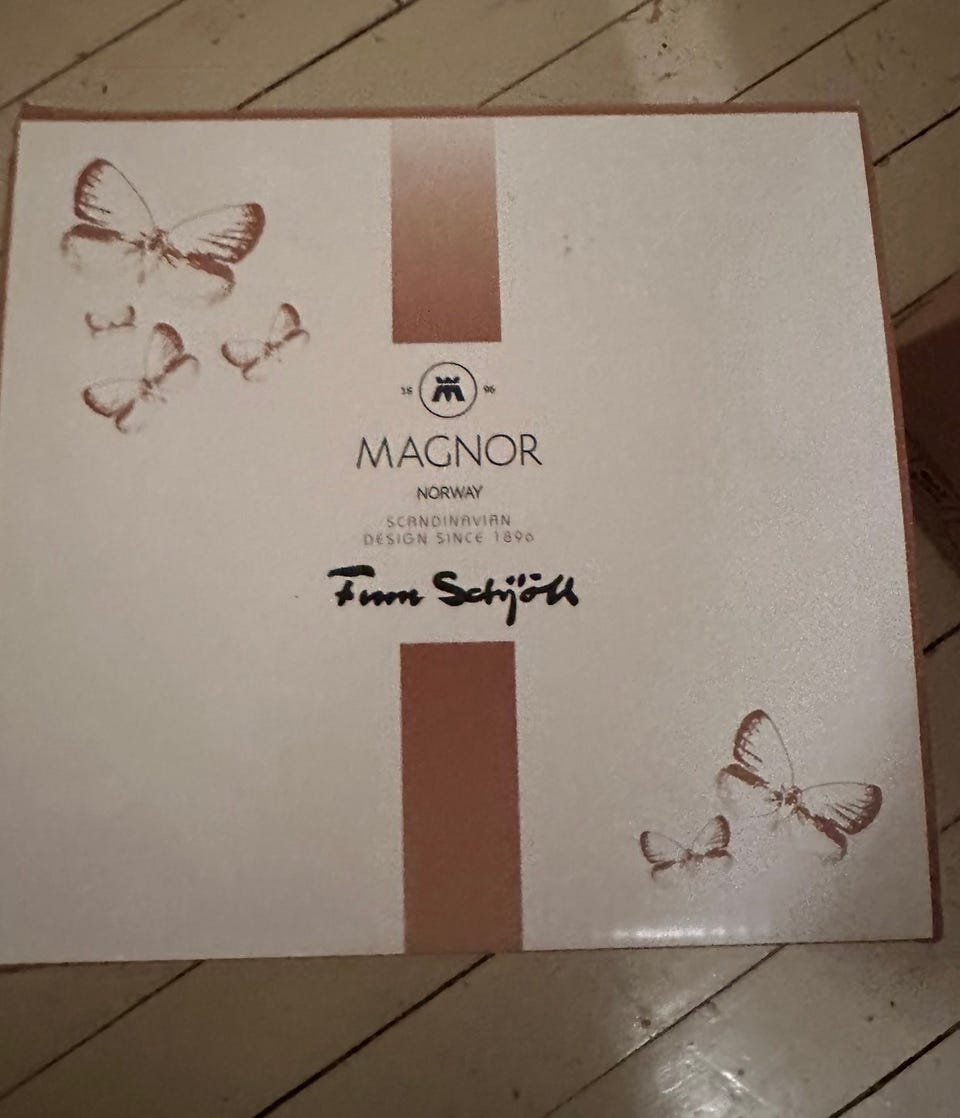 18 96
MAGNOR
NORWAY
SCANDINAVIAN
DESIGN SINCE 1896
Finn Schjöll